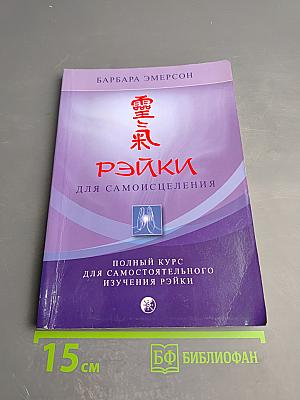 БАРБАРА ЭМЕРСОН
靈
氣
РЭЙКИ
ДЛЯ САМОИСЦЕЛЕНИЯ
ПОЛНЫЙ КУРС
ДЛЯ САМОСТОЯТЕЛЬНОГО
ИЗУЧЕНИЯ РЭЙКИ
15 см
БФ БИБЛИОФАН